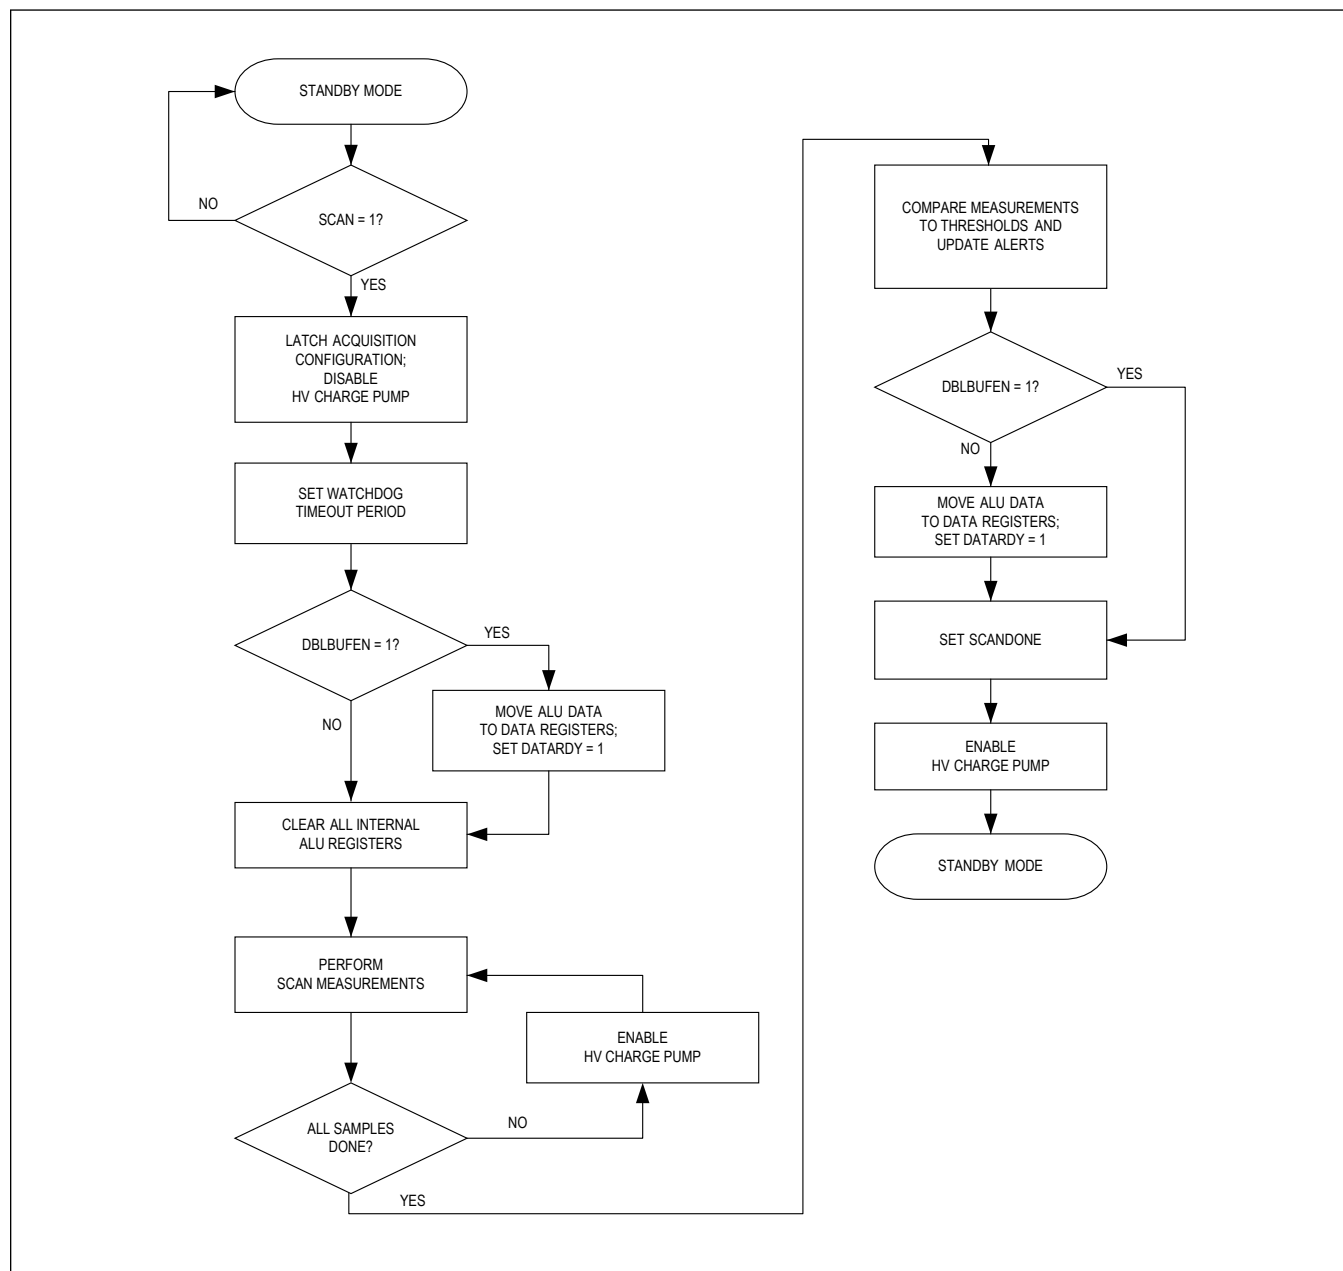 STANDBY MODE
NO
SCAN = 1?
YES
LATCH ACQUISITION
CONFIGURATION;
DISABLE
HV CHARGE PUMP
SET WATCHDOG
TIMEOUT PERIOD
DBLBUFEN = 1?
YES
NO
MOVE ALU DATA
TO DATA REGISTERS;
SET DATARDY = 1
CLEAR ALL INTERNAL
ALU REGISTERS
PERFORM
SCAN MEASUREMENTS
ENABLE
HV CHARGE PUMP
ALL SAMPLES
DONE?
NO
YES
COMPARE MEASUREMENTS
TO THRESHOLDS AND
UPDATE ALERTS
DBLBUFEN = 1?
YES
NO
MOVE ALU DATA
TO DATA REGISTERS;
SET DATARDY = 1
SET SCANDONE
ENABLE
HV CHARGE PUMP
STANDBY MODE